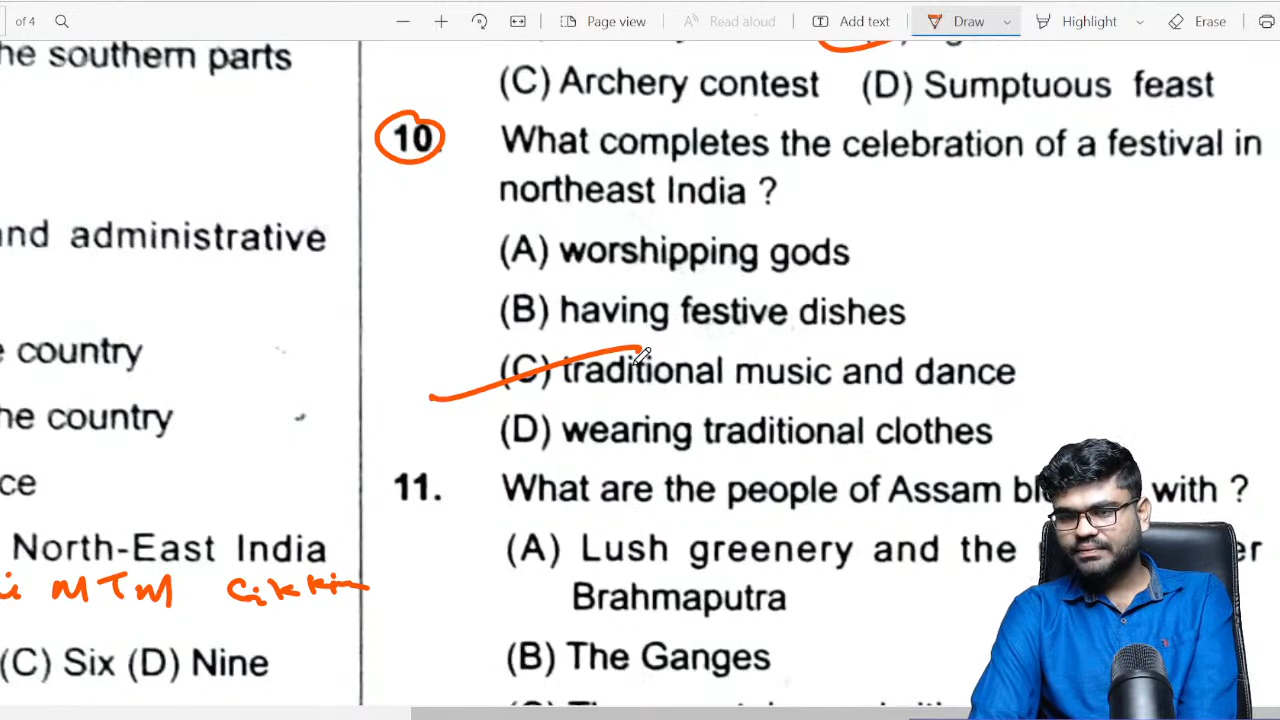 of 4 Page view Read aloud Add text Draw Highlight Erase
he southern parts
nd administrative
country
he country
ce
North-East India
MTM Sikkim
(C) Six (D) Nine
(C) Archery contest (D) Sumptuous feast
10 What completes the celebration of a festival in
northeast India ?
(A) worshipping gods
(B) having festive dishes
(C) traditional music and dance
(D) wearing traditional clothes
11. What are the people of Assam with ?
(A) Lush greenery and the
Brahmaputra
(B) The Ganges